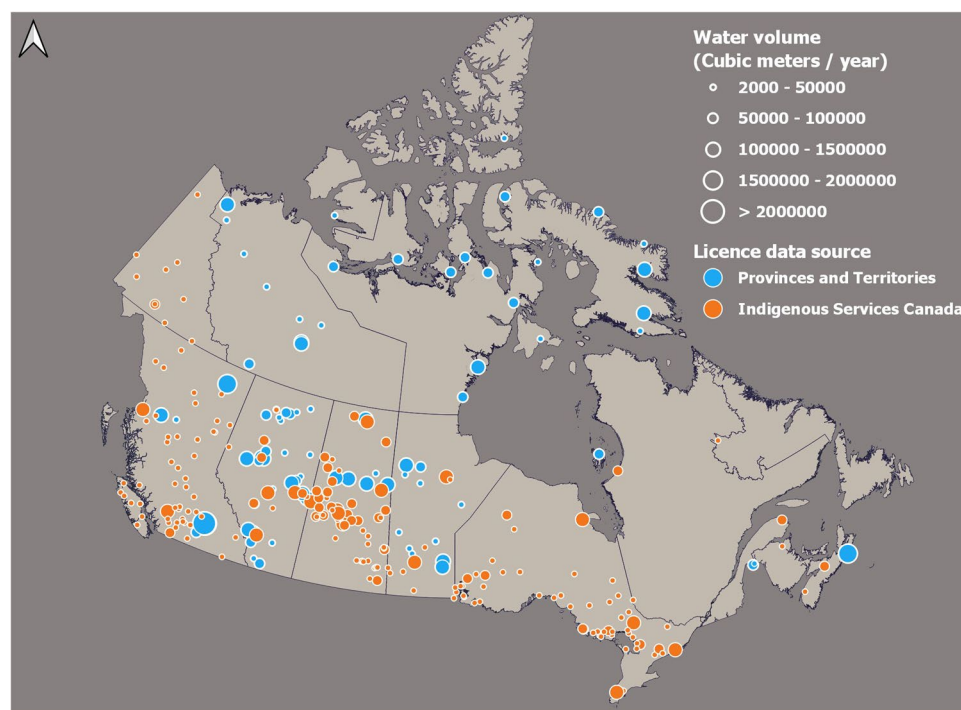 Water volume
(Cubic meters / year)
2000 - 50000
50000 - 100000
100000 - 1500000
1500000 - 2000000
> 2000000
Licence data source
Provinces and Territories
Indigenous Services Canada